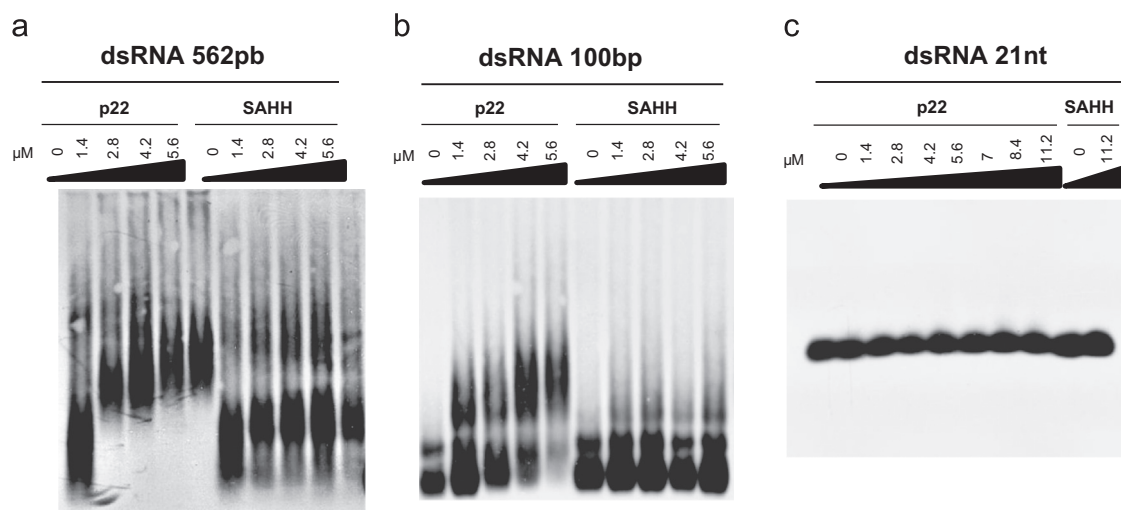 a
dsRNA 562pb
p22 SAHH
µM 0 1.4 2.8 4.2 5.6 0 1.4 2.8 4.2 5.6
b
dsRNA 100bp
p22 SAHH
µM 0 1.4 2.8 4.2 5.6 0 1.4 2.8 4.2 5.6
c
dsRNA 21nt
p22 SAHH
µM 0 1.4 2.8 4.2 5.6 7 8.4 11.2 0 11.2